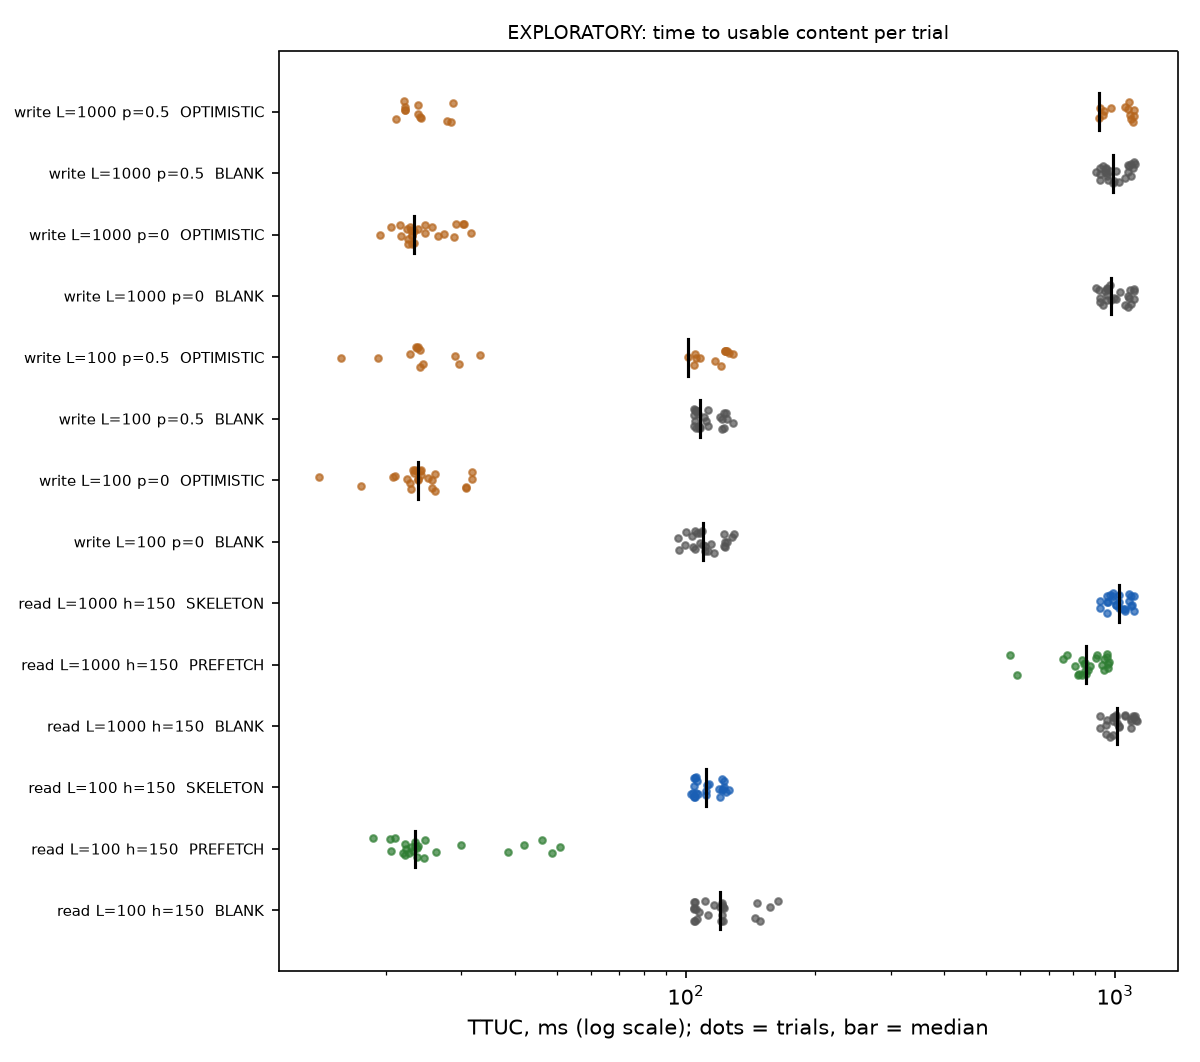 EXPLORATORY: time to usable content per trial
write L=1000 p=0.5  OPTIMISTIC
write L=1000 p=0.5  BLANK
write L=1000 p=0  OPTIMISTIC
write L=1000 p=0  BLANK
write L=100 p=0.5  OPTIMISTIC
write L=100 p=0.5  BLANK
write L=100 p=0  OPTIMISTIC
write L=100 p=0  BLANK
read L=1000 h=150  SKELETON
read L=1000 h=150  PREFETCH
read L=1000 h=150  BLANK
read L=100 h=150  SKELETON
read L=100 h=150  PREFETCH
read L=100 h=150  BLANK
10² 10³
TTUC, ms (log scale); dots = trials, bar = median